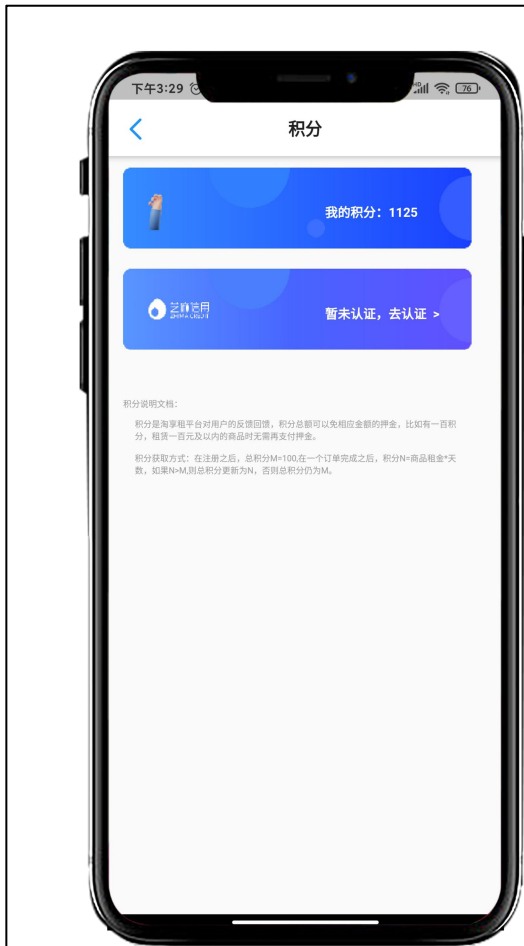 下午3:29
76
积分
我的积分：1125
芝麻信用
ZHIMA CREDIT
暂未认证，去认证 >
积分说明文档：
积分是淘享租平台对用户的反馈回馈，积分总额可以免相应金额的押金，比如有一百积
分，租赁一百元及以内的商品时无需再支付押金。
积分获取方式：在注册之后，总积分M=100,在一个订单完成之后，积分N=商品租金*天
数，如果N>M,则总积分更新为N，否则总积分仍为M。